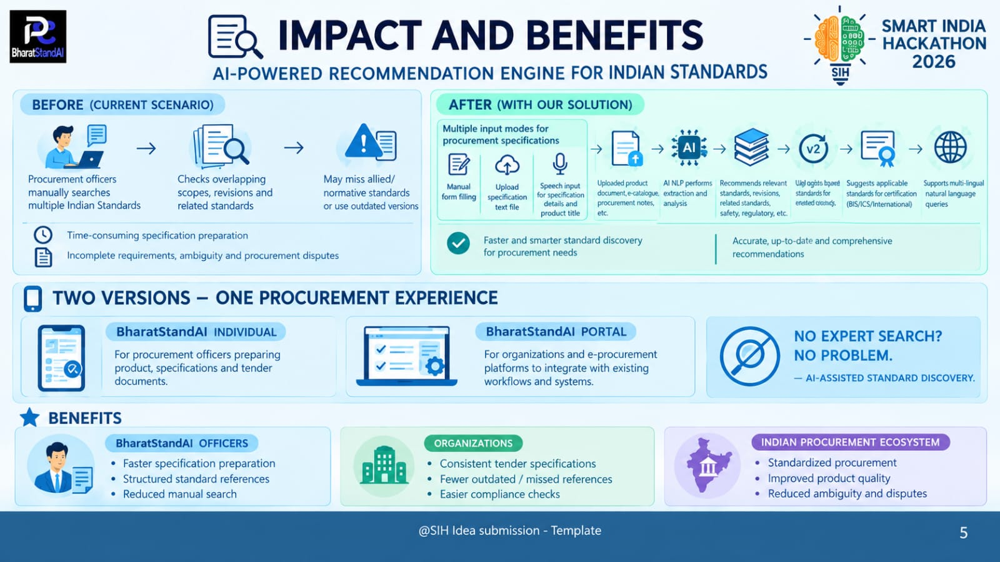 BharatStandAI
IMPACT AND BENEFITS
AI-POWERED RECOMMENDATION ENGINE FOR INDIAN STANDARDS
SIH
SMART INDIA
HACKATHON
2026
BEFORE (CURRENT SCENARIO)
Procurement officers
manually searches
multiple Indian Standards
Checks overlapping
scopes, revisions and
related standards
May miss allied/
normative standards
or use outdated versions
Time-consuming specification preparation
Incomplete requirements, ambiguity and procurement disputes
AFTER (WITH OUR SOLUTION)
Multiple input modes for
procurement specifications
Manual
form filling
Upload
specification
text file
Speech input
for specification
details and
product title
Uploaded product
document, e-catalogue,
procurement notes,
etc.
AI
AI NLP performs
extraction and
analysis
Recommends relevant
standards, revisions,
related standards,
safety, regulatory, etc.
v2
standards for
Suggests applicable
standards for certification
(BIS/ICS/International)
Supports multi-lingual
natural language
queries
Faster and smarter standard discovery
for procurement needs
Accurate, up-to-date and comprehensive
recommendations
TWO VERSIONS – ONE PROCUREMENT EXPERIENCE
BharatStandAI INDIVIDUAL
For procurement officers preparing
product, specifications and tender
documents.
BharatStandAI PORTAL
For organizations and e-procurement
platforms to integrate with existing
workflows and systems.
NO EXPERT SEARCH?
NO PROBLEM.
— AI-ASSISTED STANDARD DISCOVERY.
BENEFITS
BharatStandAI OFFICERS
• Faster specification preparation
• Structured standard references
• Reduced manual search
ORGANIZATIONS
• Consistent tender specifications
• Fewer outdated / missed references
• Easier compliance checks
INDIAN PROCUREMENT ECOSYSTEM
• Standardized procurement
• Improved product quality
• Reduced ambiguity and disputes
@SIH Idea submission - Template
5